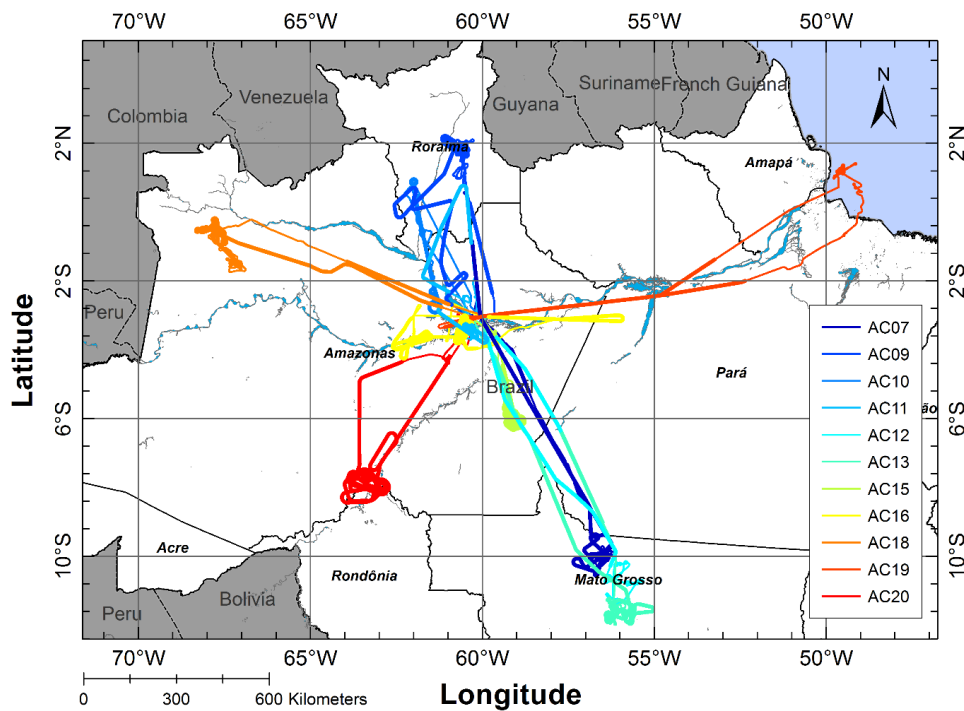 70°W 65°W 60°W 55°W 50°W
Venezuela
Suriname
French Guiana
Colombia
Guyana
N
2°N 2°N
Roraima
Amapá
2°S 2°S
Peru
Amazonas
Brazil
Pará
6°S 6°S
ão
10°S 10°S
Acre
Rondônia
Mato Grosso
Bolivia
Peru
AC07
AC09
AC10
AC11
AC12
AC13
AC15
AC16
AC18
AC19
AC20
Latitude
70°W 65°W 60°W 55°W 50°W
0 300 600 Kilometers
Longitude